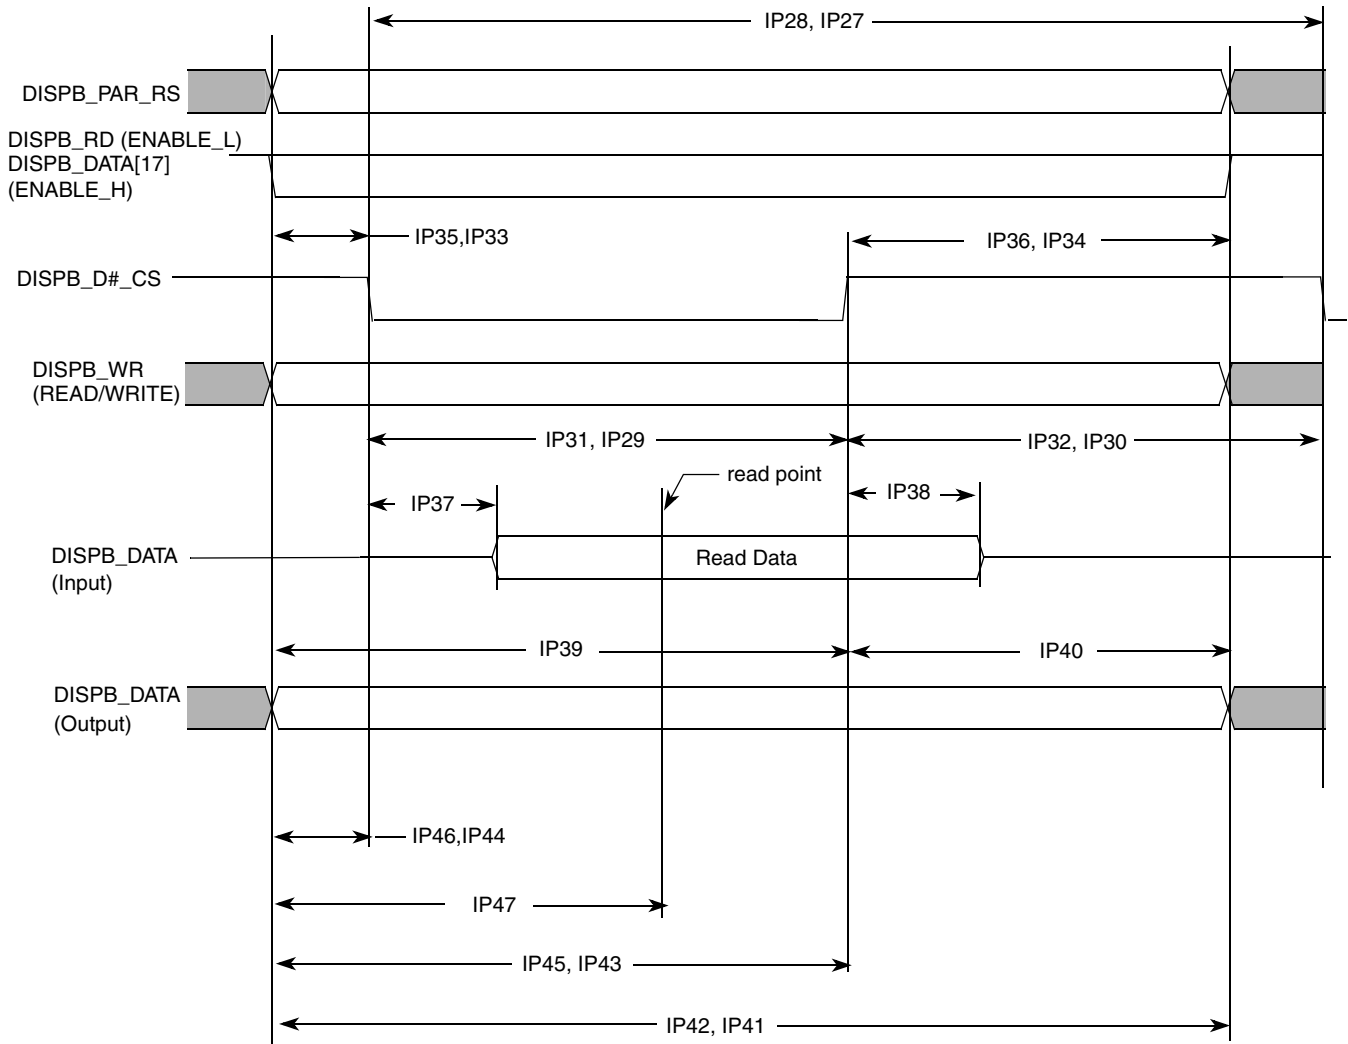 IP28, IP27
DISPB_PAR_RS
DISPB_RD (ENABLE_L)
DISPB_DATA[17]
(ENABLE_H)
IP35,IP33
IP36, IP34
DISPB_D#_CS
DISPB_WR
(READ/WRITE)
IP31, IP29
IP32, IP30
read point
IP37
IP38
DISPB_DATA
(Input)
Read Data
IP39
IP40
DISPB_DATA
(Output)
IP46,IP44
IP47
IP45, IP43
IP42, IP41